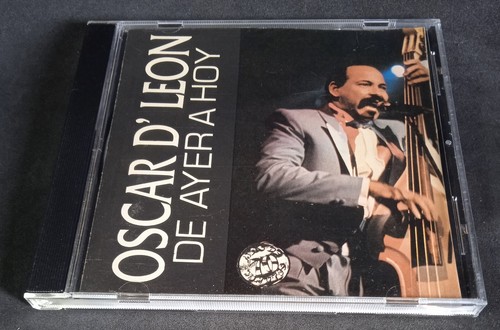 OSCAR D' LEON
DE AYER A HOY